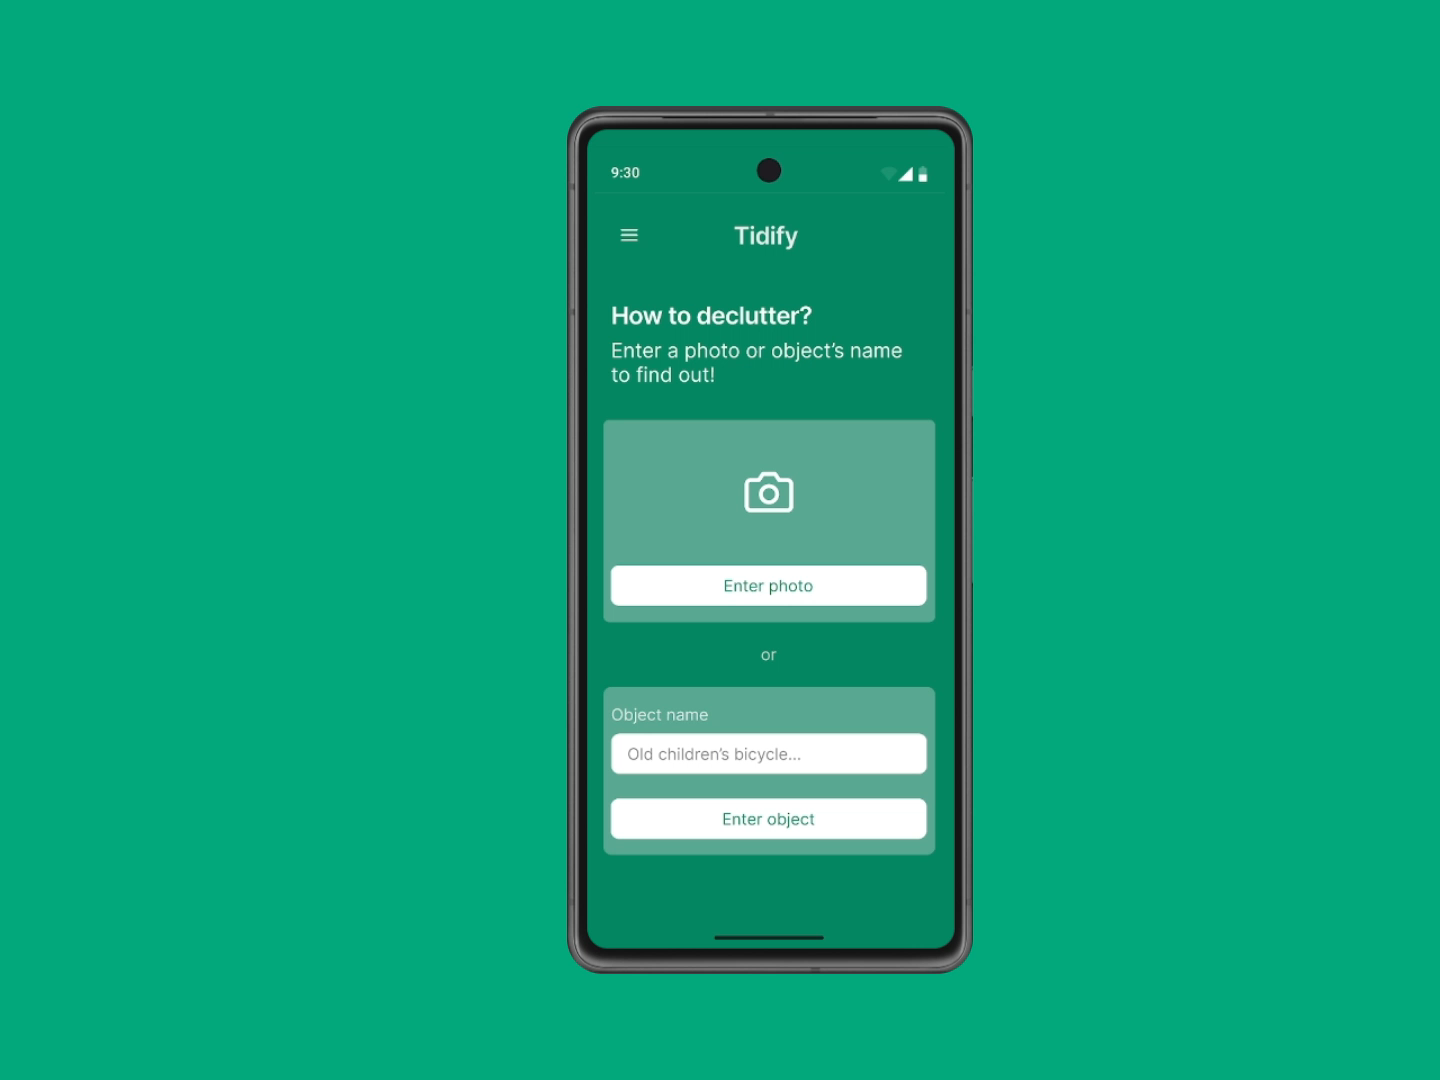 9:30
Tidify
How to declutter?
Enter a photo or object’s name
to find out!
Enter photo
or
Object name
Old children’s bicycle...
Enter object